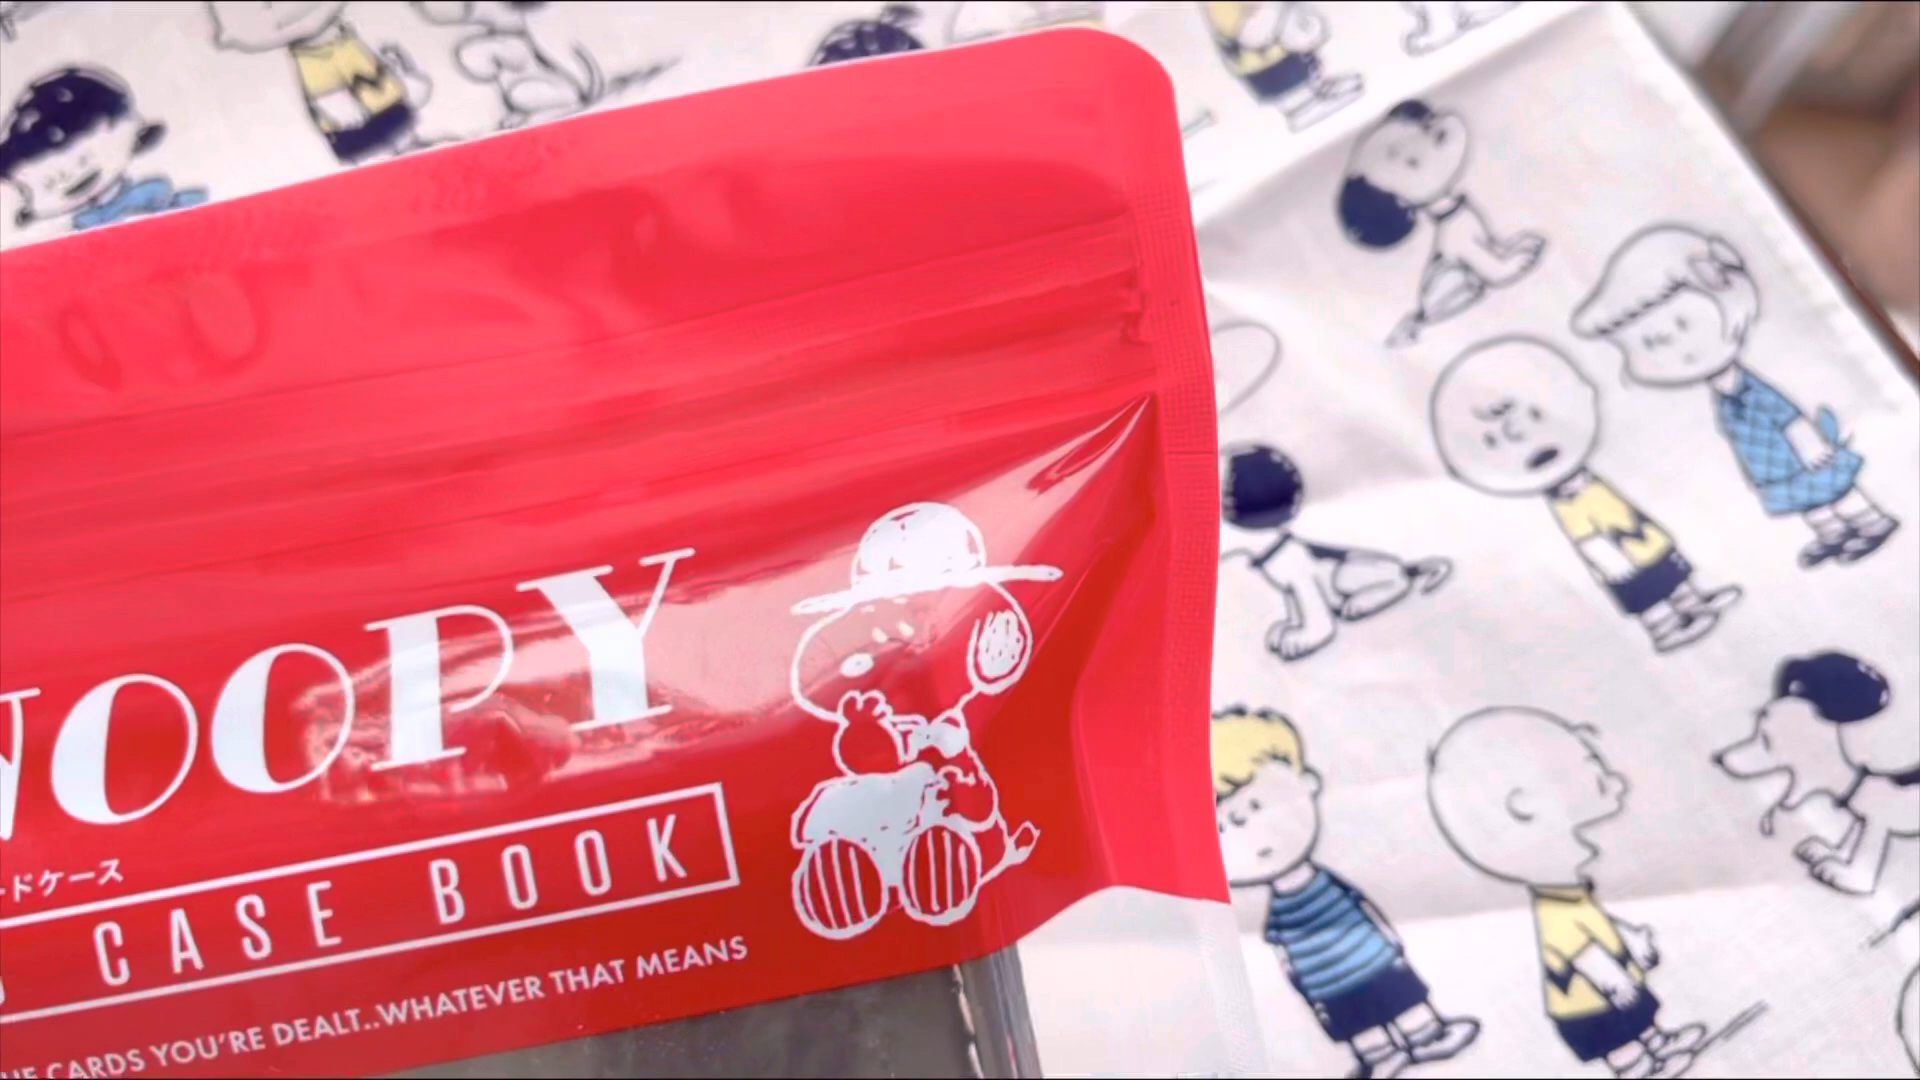 NOOPY
ードケース
CASE BOOK
CARDS YOU'RE DEALT..WHATEVER THAT MEANS